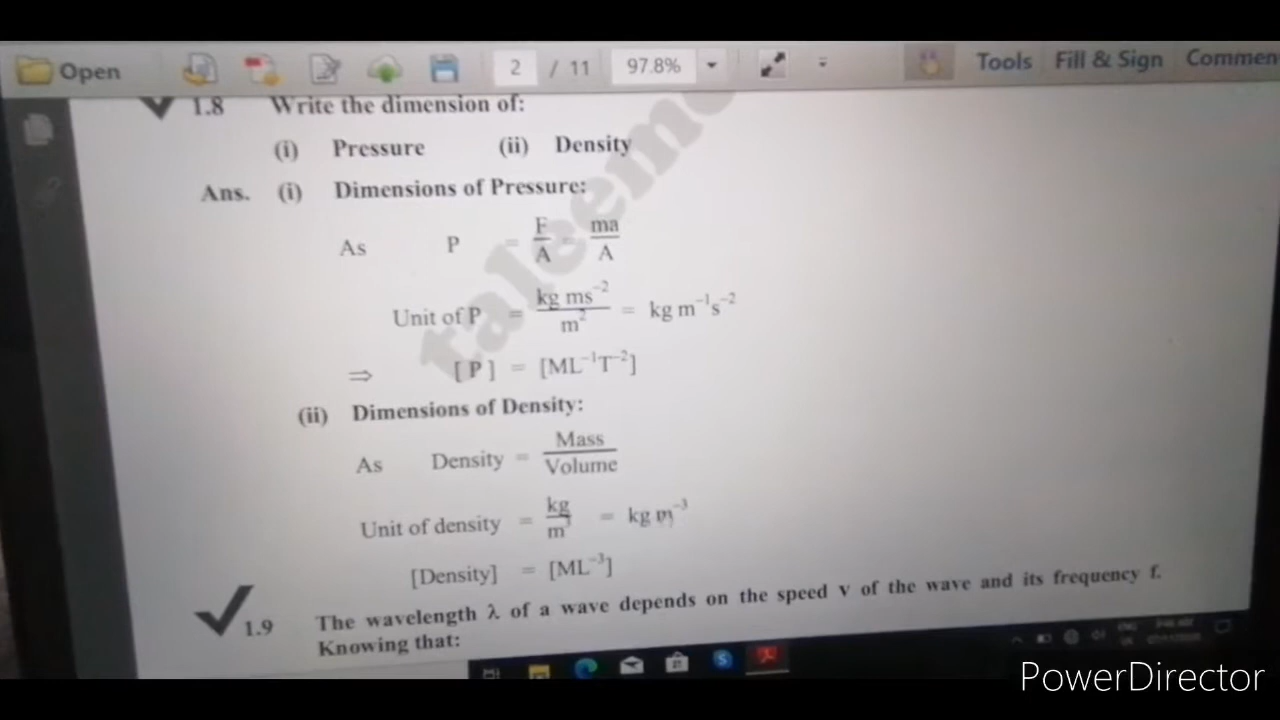 Open 2 / 11 97.8% Tools Fill & Sign Commen
1.8 Write the dimension of:
(i) Pressure (ii) Density
Ans. (i) Dimensions of Pressure:
As P = F/A = ma/A
Unit of P = kg ms⁻²/m² = kg m⁻¹s⁻²
⇒ [P] = [ML⁻¹T⁻²]
(ii) Dimensions of Density:
As Density = Mass/Volume
Unit of density = kg/m³ = kg m⁻³
[Density] = [ML⁻³]
1.9 The wavelength λ of a wave depends on the speed v of the wave and its frequency f.
Knowing that:
PowerDirector